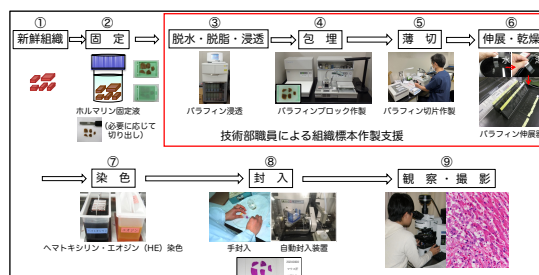 ① ② ③ ④ ⑤ ⑥
新鮮組織 固 定 脱水・脱脂・浸透 包 埋 薄 切 伸展・乾燥
ホルマリン固定液 パラフィン浸透 パラフィンブロック作製 パラフィン切片作製
(必要に応じて
切り出し)
パラフィン伸展器
技術部職員による組織標本作製支援
⑦ ⑧ ⑨
染 色 封 入 観 察 ・ 撮 影
ヘマトキシリン・エオジン(HE)染色 手封入 自動封入装置